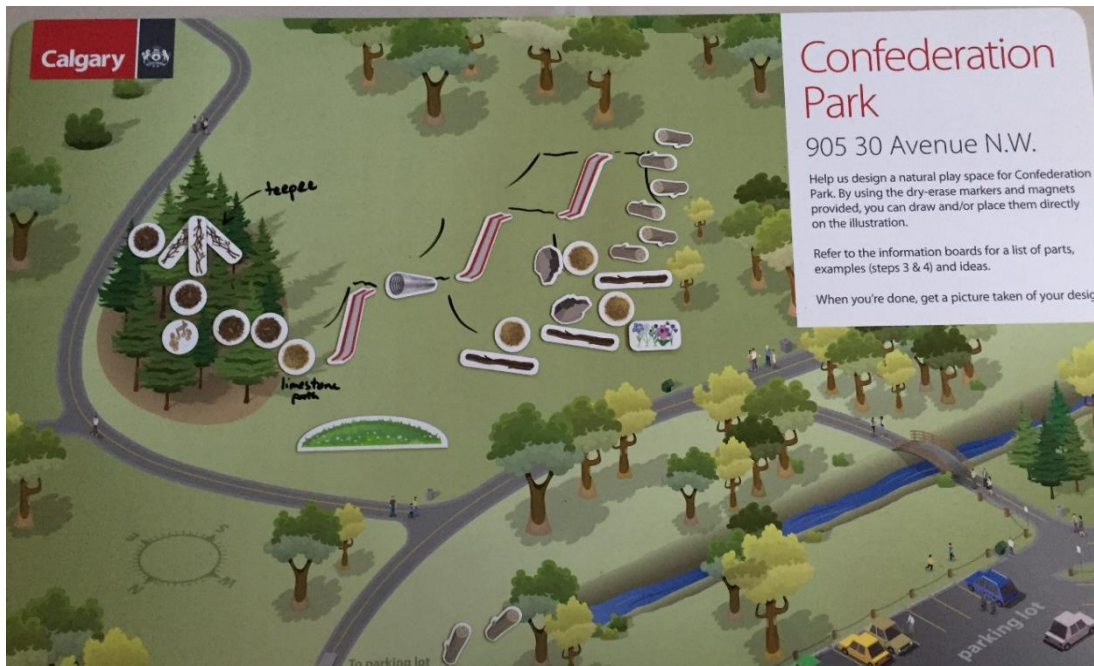 Calgary
Confederation
Park
905 30 Avenue N.W.
Help us design a natural play space for Confederation
Park. By using the dry-erase markers and magnets
provided, you can draw and/or place them directly
on the illustration.
Refer to the information boards for a list of parts,
examples (steps 3 & 4) and ideas.
When you're done, get a picture taken of your desig
teepee
limestone
path
To parking lot
parking lot